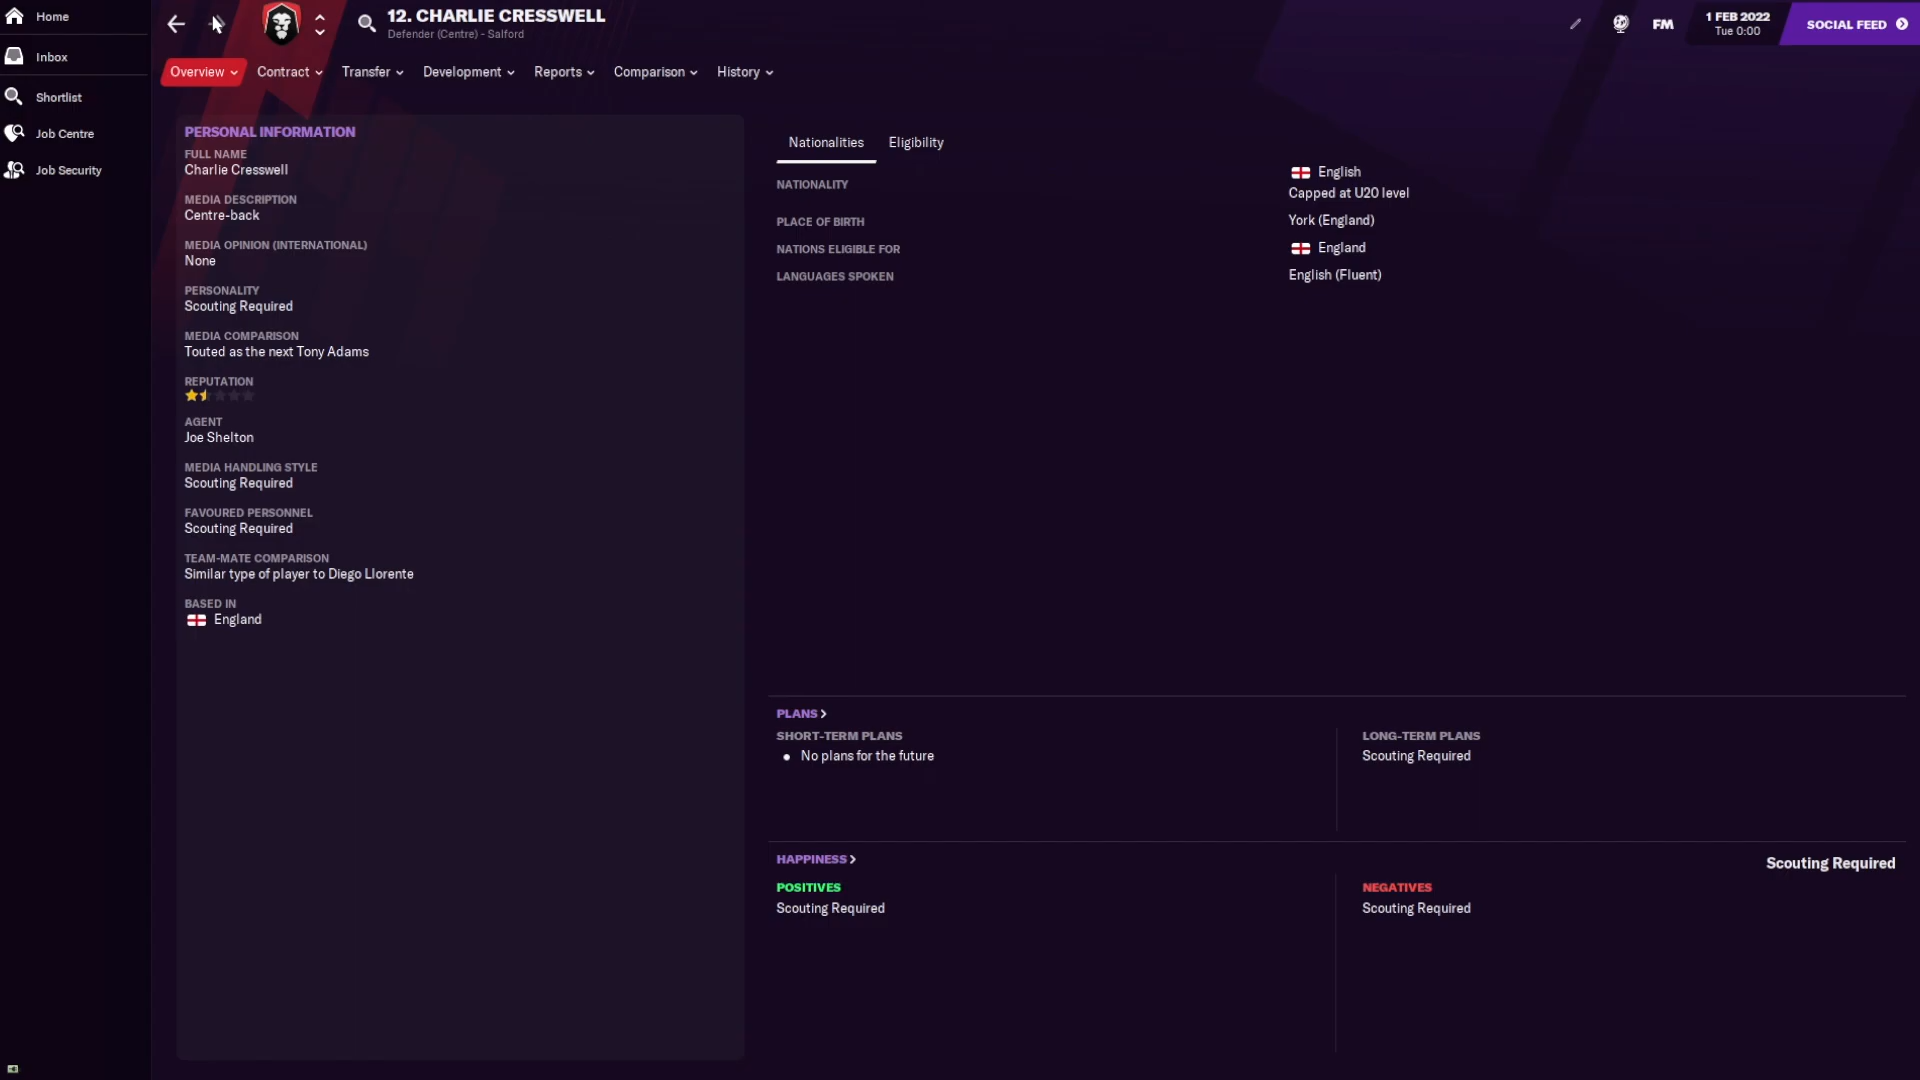 Home
Inbox
Shortlist
Job Centre
Job Security
12. CHARLIE CRESSWELL
Defender (Centre) - Salford
FM
1 FEB 2022
Tue 0:00
SOCIAL FEED
Overview
Contract
Transfer
Development
Reports
Comparison
History
PERSONAL INFORMATION
FULL NAME
Charlie Cresswell
MEDIA DESCRIPTION
Centre-back
MEDIA OPINION (INTERNATIONAL)
None
PERSONALITY
Scouting Required
MEDIA COMPARISON
Touted as the next Tony Adams
REPUTATION
AGENT
Joe Shelton
MEDIA HANDLING STYLE
Scouting Required
FAVOURED PERSONNEL
Scouting Required
TEAM-MATE COMPARISON
Similar type of player to Diego Llorente
BASED IN
England
Nationalities
Eligibility
NATIONALITY
English
Capped at U20 level
PLACE OF BIRTH
York (England)
NATIONS ELIGIBLE FOR
England
LANGUAGES SPOKEN
English (Fluent)
PLANS
SHORT-TERM PLANS
No plans for the future
LONG-TERM PLANS
Scouting Required
HAPPINESS
Scouting Required
POSITIVES
Scouting Required
NEGATIVES
Scouting Required